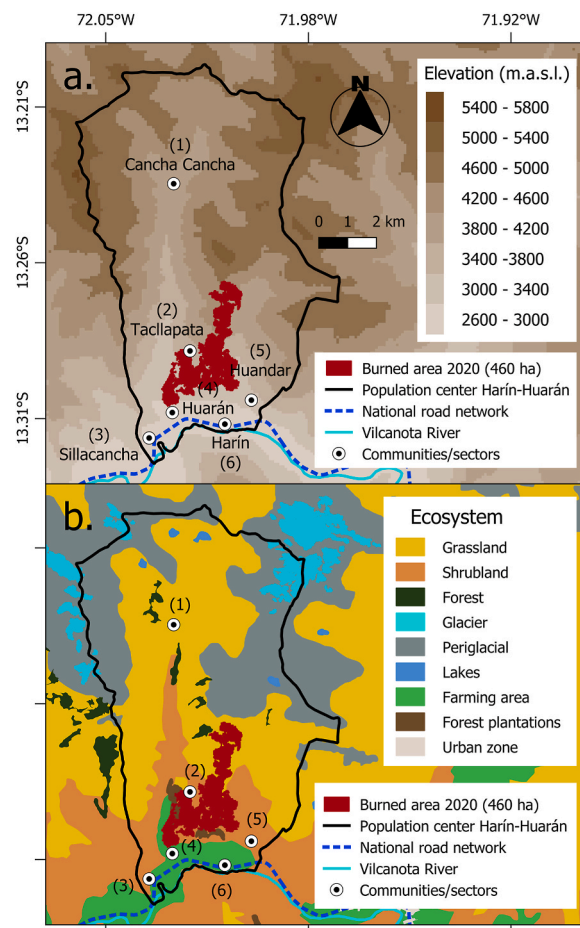 72.05°W
71.98°W
71.92°W
13.21°S
13.26°S
13.31°S
a.
N
0 1 2 km
(1)
Cancha Cancha
(2)
Tacllapata
(5)
Huandar
(4)
Huarán
(3)
Sillacancha
Harín
(6)
Elevation (m.a.s.l.)
5400 - 5800
5000 - 5400
4600 - 5000
4200 - 4600
3800 - 4200
3400 -3800
3000 - 3400
2600 - 3000
Burned area 2020 (460 ha)
Population center Harín-Huarán
National road network
Vilcanota River
Communities/sectors
b.
(1)
(2)
(5)
(4)
(3)
(6)
Ecosystem
Grassland
Shrubland
Forest
Glacier
Periglacial
Lakes
Farming area
Forest plantations
Urban zone
Burned area 2020 (460 ha)
Population center Harín-Huarán
National road network
Vilcanota River
Communities/sectors